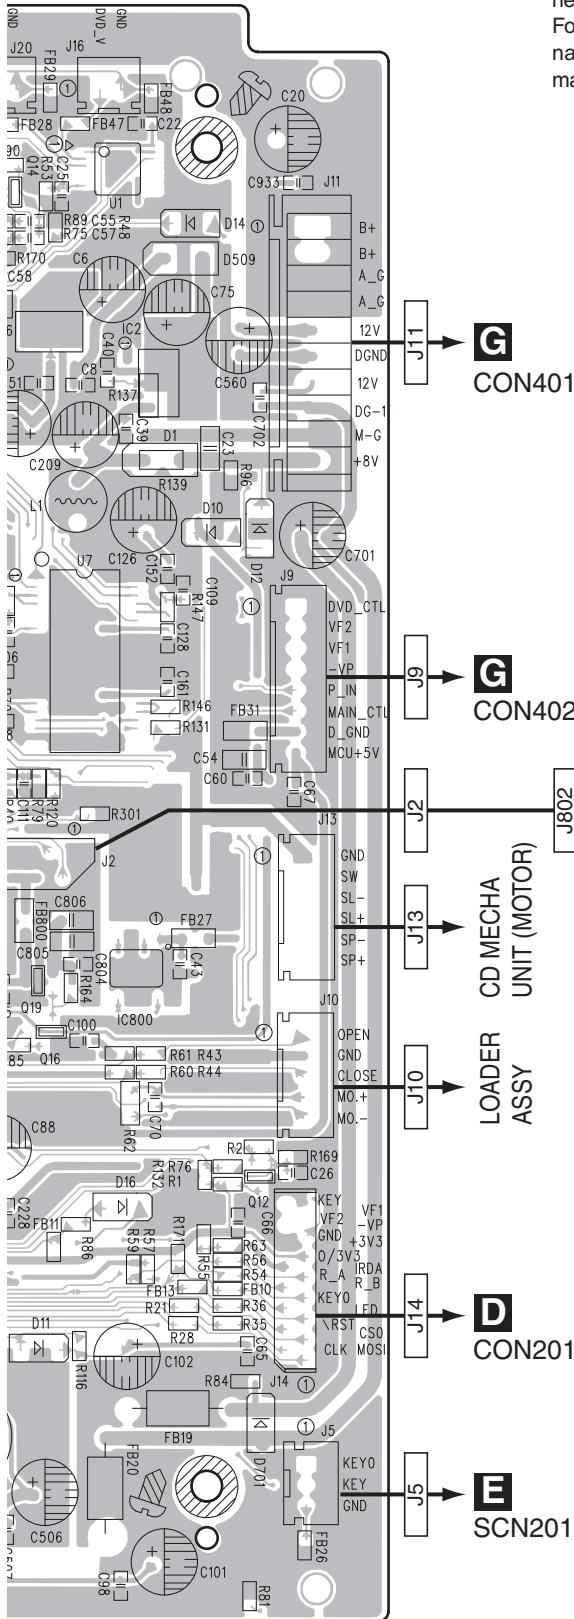 Fo
na
ma
GND
DVD_V
GND
J20
J16
FB29
FB48
C20
FB28
FB47
C22
Q14
R53
C25
U1
C933
J11
R89 C55
R75 C57
R48
D14
B+
B+
A_G
A_G
12V
DGND
12V
DG-1
M-G
+8V
R170
C58
C6
D509
C75
IC2
C40
C8
R137
C560
C702
J11
G
CON401
51
C39
D1
C23
C209
R139
R96
L1
D10
C126
D12
C701
U7
C152
C109
R147
C128
J9
DVD_CTL
VF2
VF1
-VP
P_IN
MAIN_CTL
D_GND
MCU+5V
J9
G
CON402
C161
R146
R131
FB31
C54
C60
C67
C111
R79
R120
R301
J2
J2
J802
J13
GND
SW
SL-
SL+
SP-
SP+
J13
CD MECHA
UNIT (MOTOR)
FB800
C806
C805
C804
R164
FB27
C43
IC800
Q19
C100
Q16
85
J10
OPEN
GND
CLOSE
MO.+
MO.-
J10
LOADER
ASSY
R61 R43
R60 R44
R62
C70
C88
R2
R169
C26
R132
R76
R1
Q12
D16
C228
FB11
R86
R59
R57
R171
R55
C66
R63
R56
R54
FB13
FB10
R21
R36
R28
R35
C65
KEY
VF2
GND
0/3V3
R_A
KEY0
\RST
CLK
VF1
-VP
+3V3
IRDA
R_B
LED
CS0
MOSI
J14
D
CON201
D11
R116
C102
R84
J14
FB19
D701
J5
FB20
KEY0
KEY
GND
J5
E
SCN201
C506
C101
C98
FB26
R81